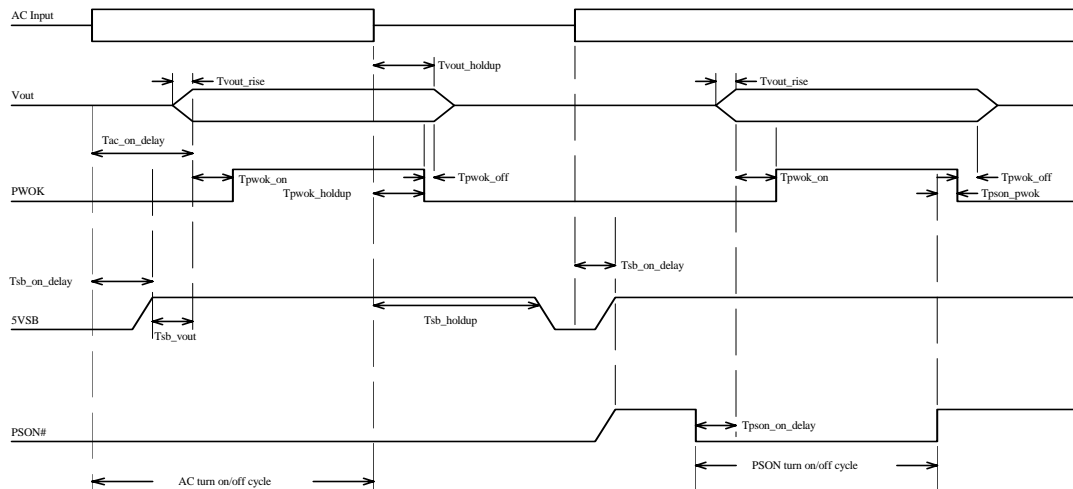 AC Input
Tvout_holdup
Tvout_rise
Tvout_rise
Vout
Tac_on_delay
Tpwok_on
Tpwok_off
Tpwok_on
Tpwok_off
Tpwok_holdup
PWOK
Tpson_pwok
Tsb_on_delay
Tsb_on_delay
5VSB
Tsb_holdup
Tsb_vout
PSON#
Tpson_on_delay
AC turn on/off cycle
PSON turn on/off cycle